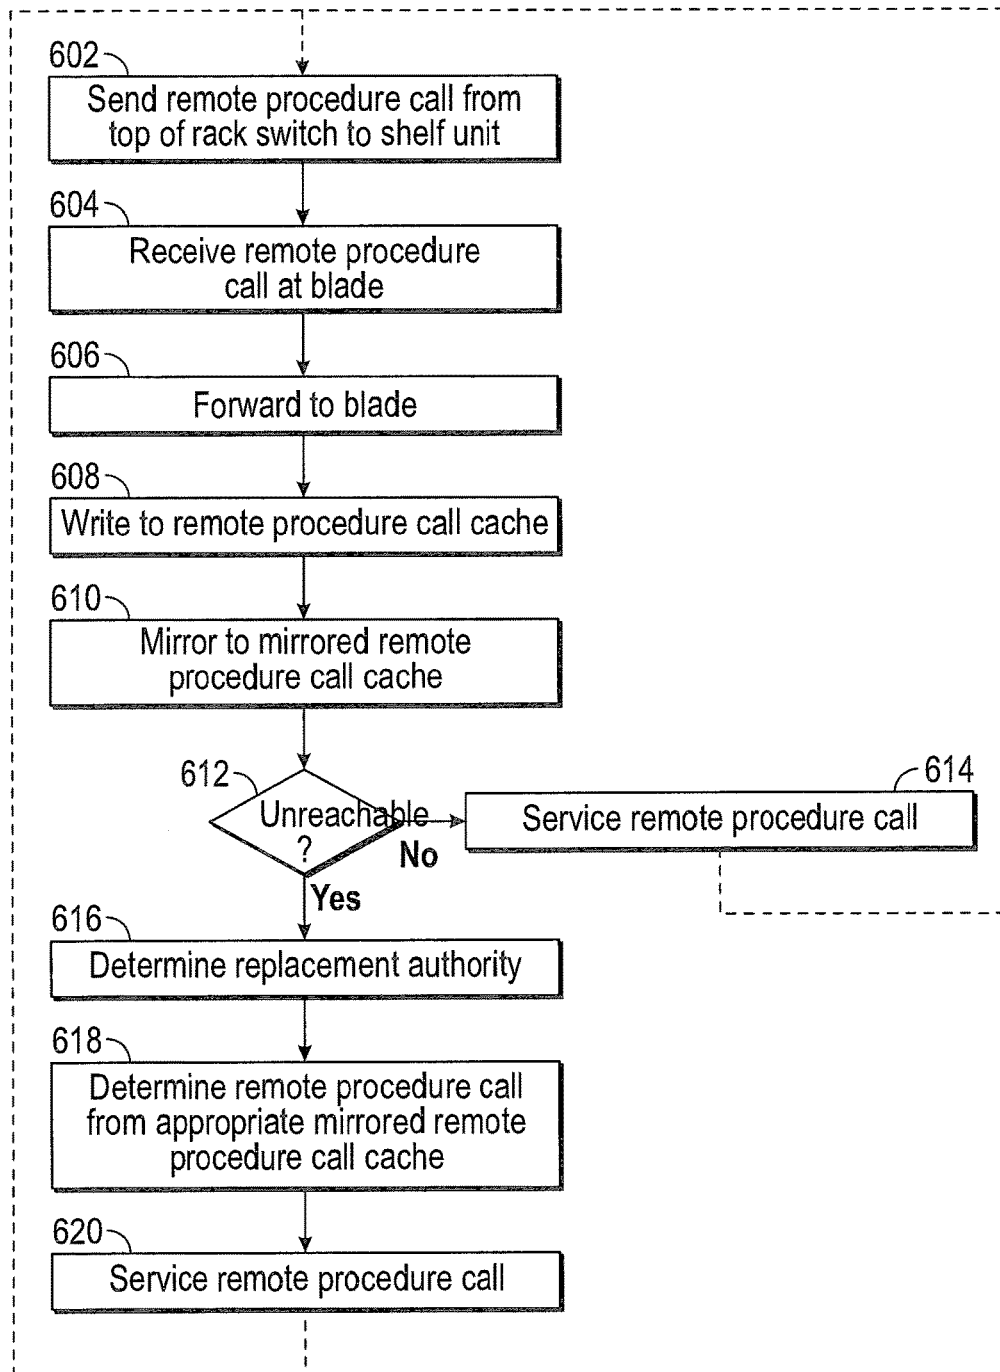 602
Send remote procedure call from
top of rack switch to shelf unit
604
Receive remote procedure
call at blade
606
Forward to blade
608
Write to remote procedure call cache
610
Mirror to mirrored remote
procedure call cache
612
Unreachable
?
No
614
Service remote procedure call
Yes
616
Determine replacement authority
618
Determine remote procedure call
from appropriate mirrored remote
procedure call cache
620
Service remote procedure call